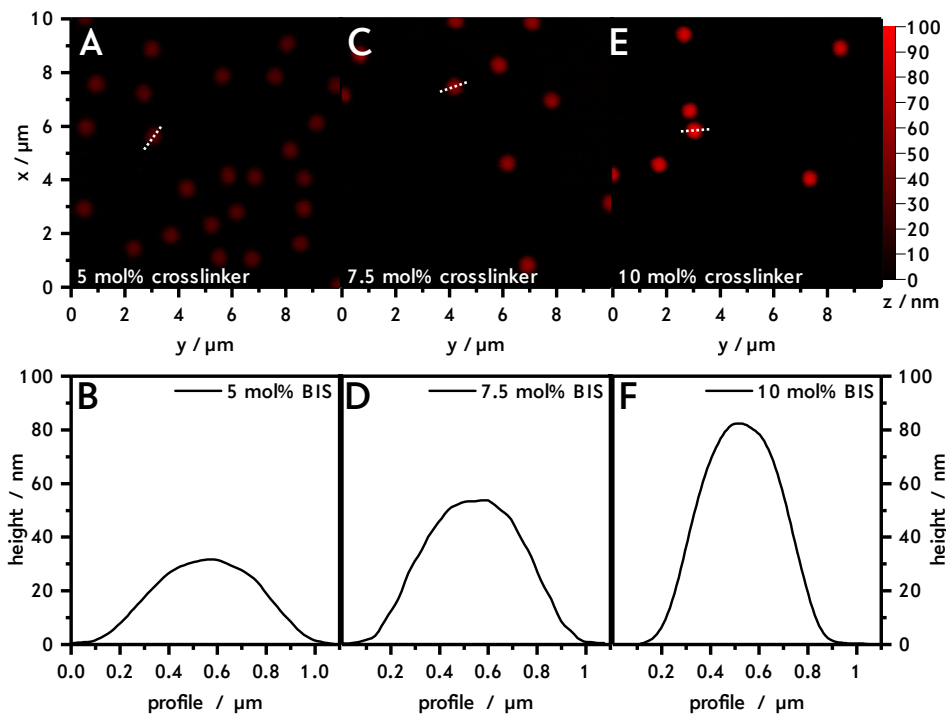 A
C
E
10
8
6
4
2
0
x / µm
5 mol% crosslinker
7.5 mol% crosslinker
10 mol% crosslinker
100
90
80
70
60
50
40
30
20
10
0
z / nm
0 2 4 6 8
0 2 4 6 8
0 2 4 6 8
y / µm
y / µm
y / µm
B
5 mol% BIS
D
7.5 mol% BIS
F
10 mol% BIS
100
80
60
40
20
0
height / nm
100
80
60
40
20
0
height / nm
0.0 0.2 0.4 0.6 0.8 1.0
0.2 0.4 0.6 0.8 1.0
0.2 0.4 0.6 0.8 1
profile / µm
profile / µm
profile / µm